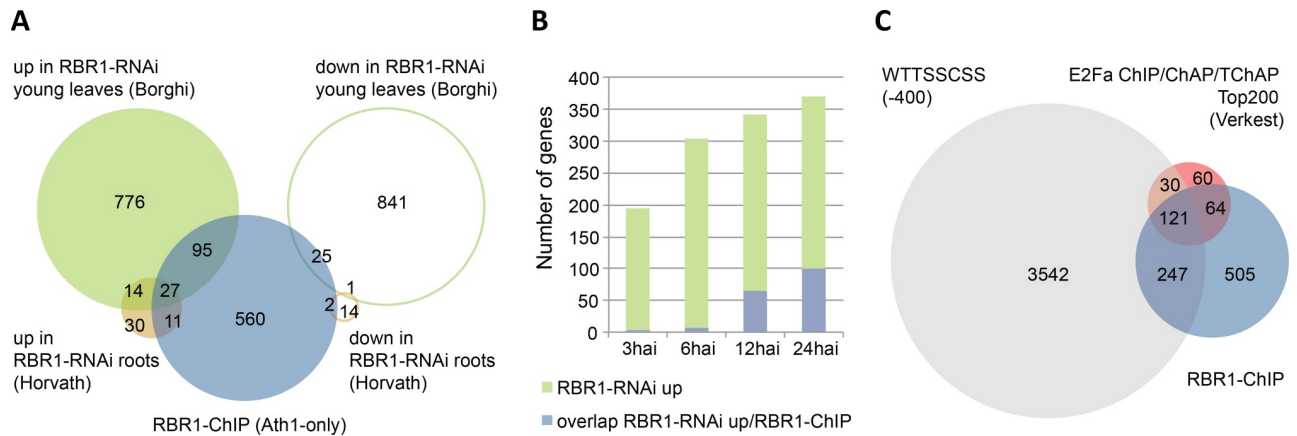 A
up in RBR1-RNAi
young leaves (Borghi)
down in RBR1-RNAi
young leaves (Borghi)
776
841
95
25
14
27
1
30
11
560
2
14
up in
RBR1-RNAi roots
(Horvath)
down in
RBR1-RNAi roots
(Horvath)
RBR1-ChIP (Ath1-only)
B
Number of genes
400
350
300
250
200
150
100
50
0
3hai
6hai
12hai
24hai
RBR1-RNAi up
overlap RBR1-RNAi up/RBR1-ChIP
C
WTTSSCSS
(-400)
E2Fa ChIP/ChAP/TChAP
Top200
(Verkest)
30
60
121
64
3542
247
505
RBR1-ChIP